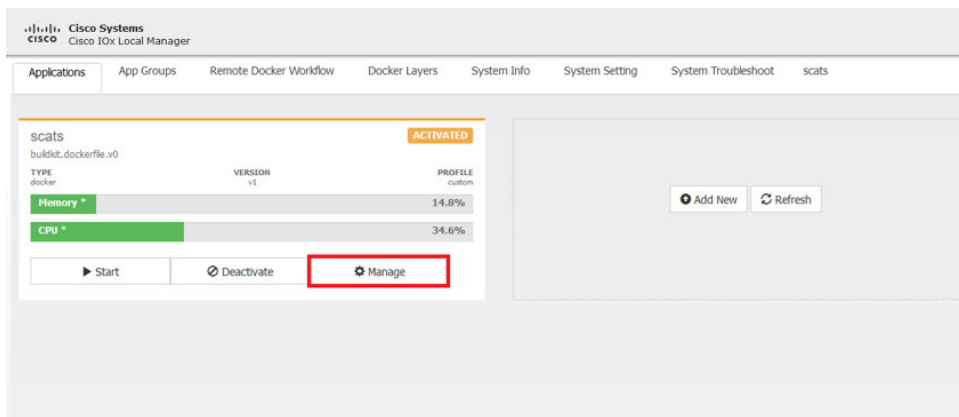 Cisco Systems
CISCO Cisco IOx Local Manager
Applications App Groups Remote Docker Workflow Docker Layers System Info System Setting System Troubleshoot scats
scats ACTIVATED
buildkit.dockerfile.v0
TYPE VERSION PROFILE
docker v1 custom
Memory * 14.8%
CPU * 34.6%
Add New Refresh
Start Deactivate Manage